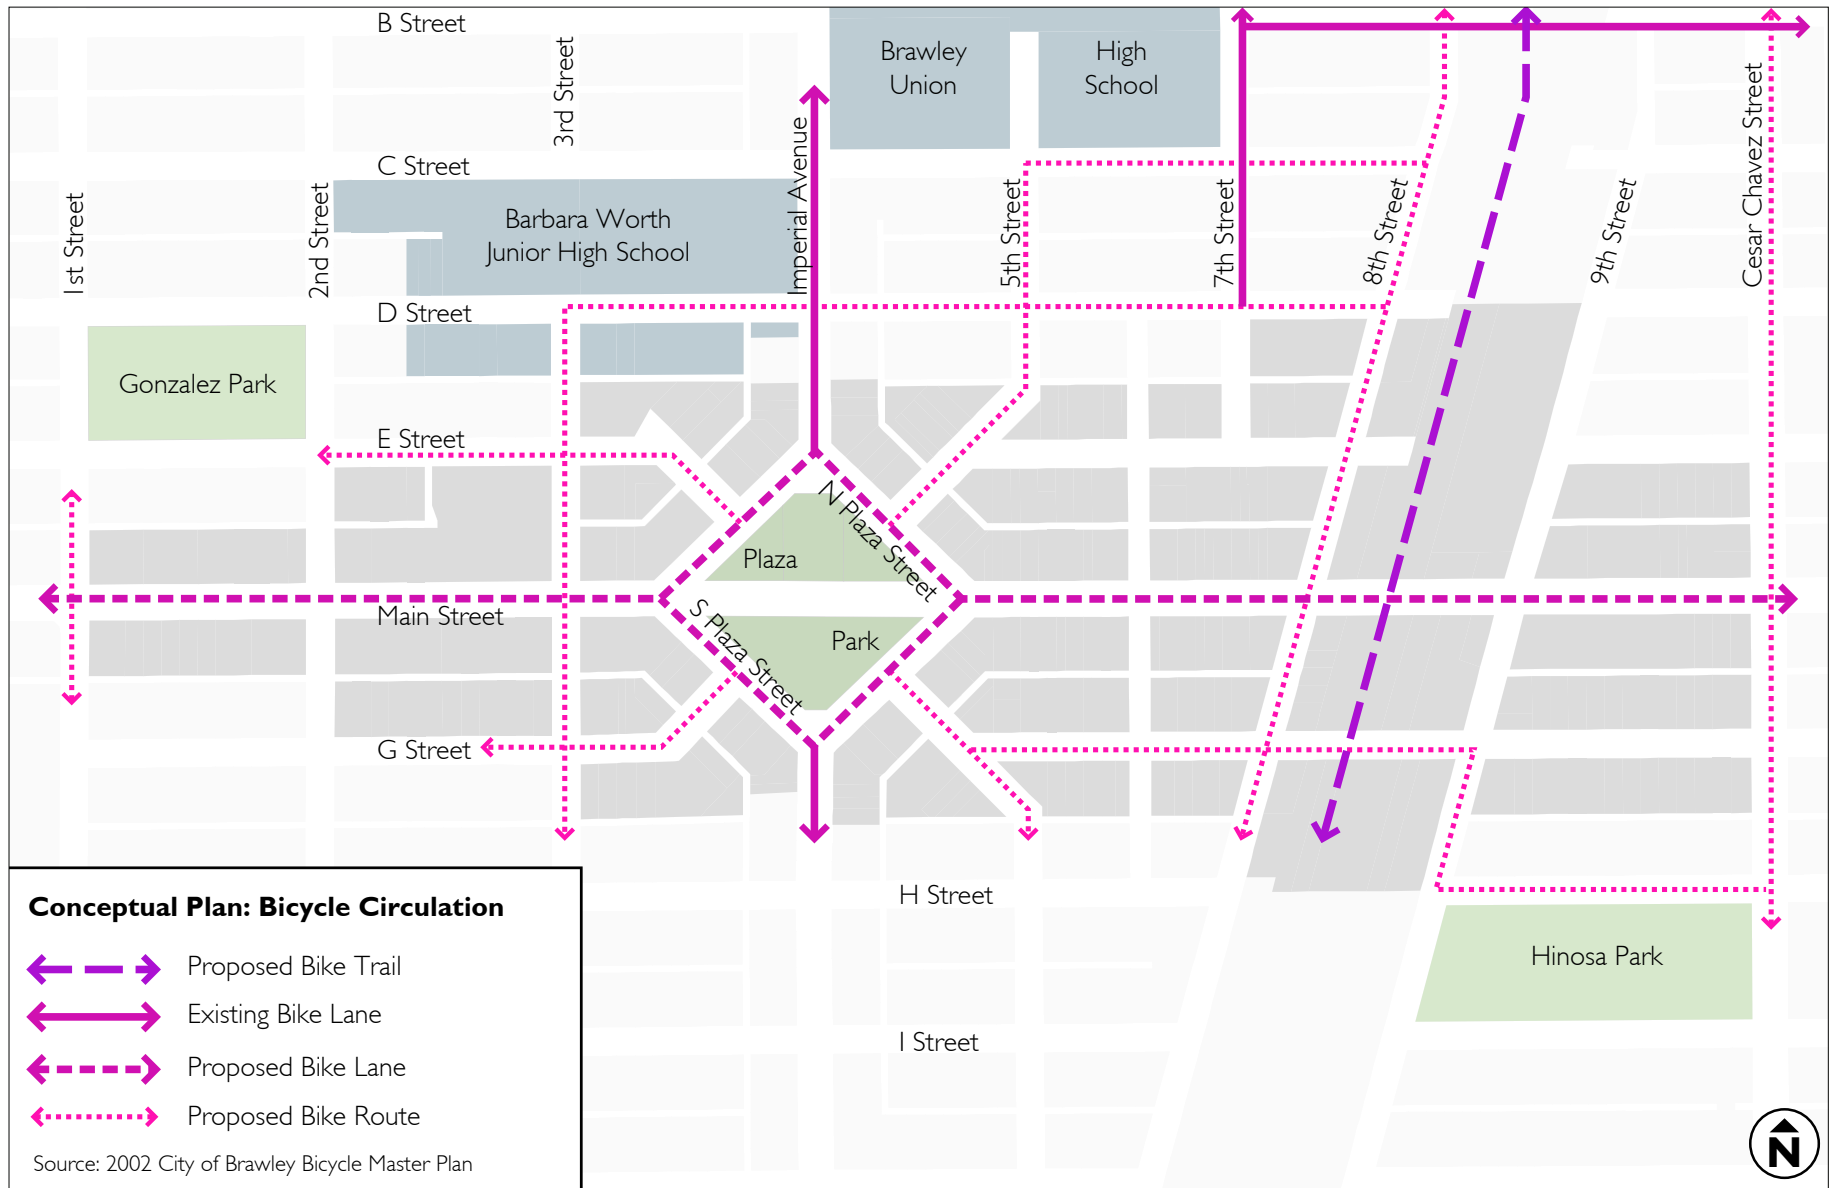 B Street
3rd Street
Brawley
Union
High
School
Cesar Chavez Street
Imperial Avenue
C Street
1st Street
2nd Street
Barbara Worth
Junior High School
5th Street
7th Street
8th Street
9th Street
D Street
Gonzalez Park
E Street
N Plaza Street
Plaza
Main Street
S Plaza Street
Park
G Street
H Street
Hinosa Park
I Street
Conceptual Plan: Bicycle Circulation
Proposed Bike Trail
Existing Bike Lane
Proposed Bike Lane
Proposed Bike Route
Source: 2002 City of Brawley Bicycle Master Plan
N